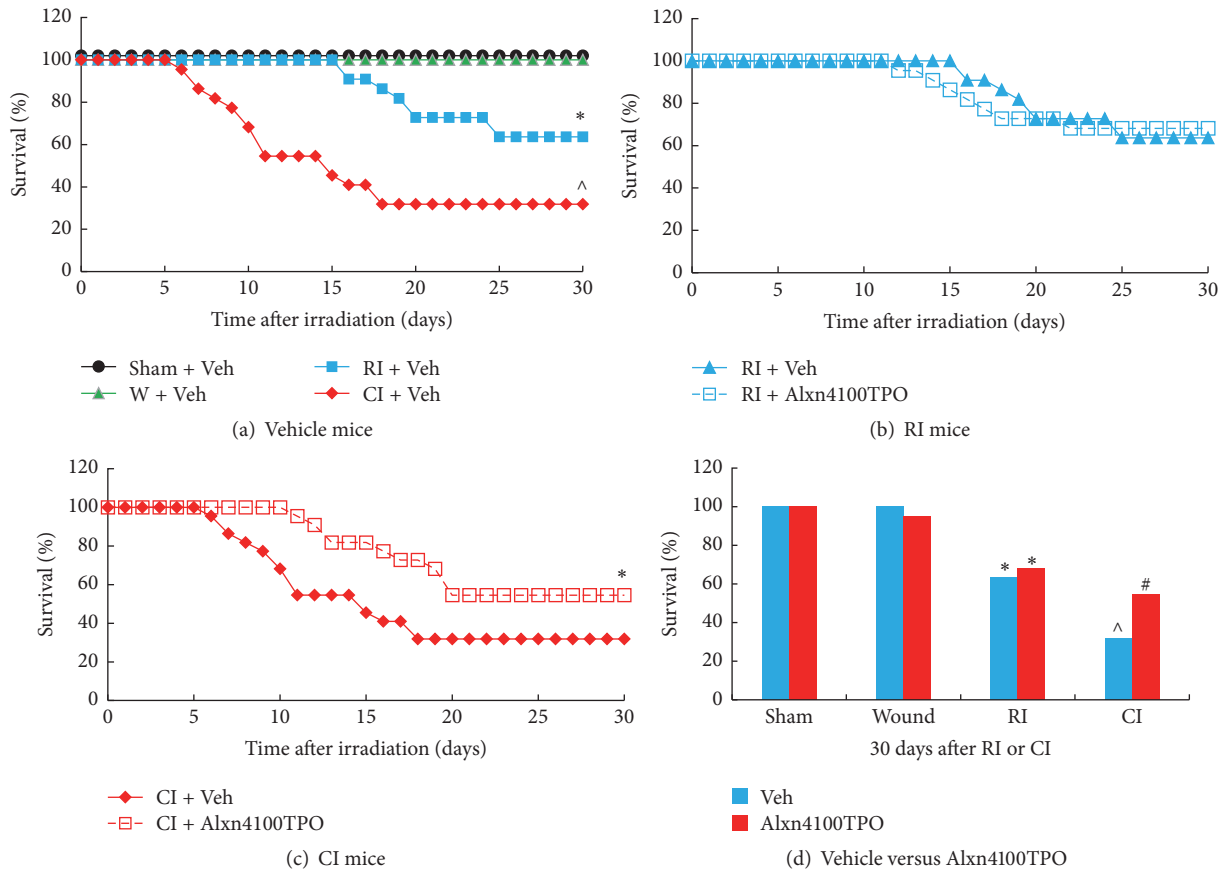 120
100
80
60
40
20
0
Survival (%)
*
^
0 5 10 15 20 25 30
Time after irradiation (days)
Sham + Veh
W + Veh
RI + Veh
CI + Veh
(a) Vehicle mice
120
100
80
60
40
20
0
Survival (%)
0 5 10 15 20 25 30
Time after irradiation (days)
RI + Veh
RI + Alxn4100TPO
(b) RI mice
120
100
80
60
40
20
0
Survival (%)
*
0 5 10 15 20 25 30
Time after irradiation (days)
CI + Veh
CI + Alxn4100TPO
(c) CI mice
120
100
80
60
40
20
0
Survival (%)
* *
^ #
Sham Wound RI CI
30 days after RI or CI
Veh
Alxn4100TPO
(d) Vehicle versus Alxn4100TPO